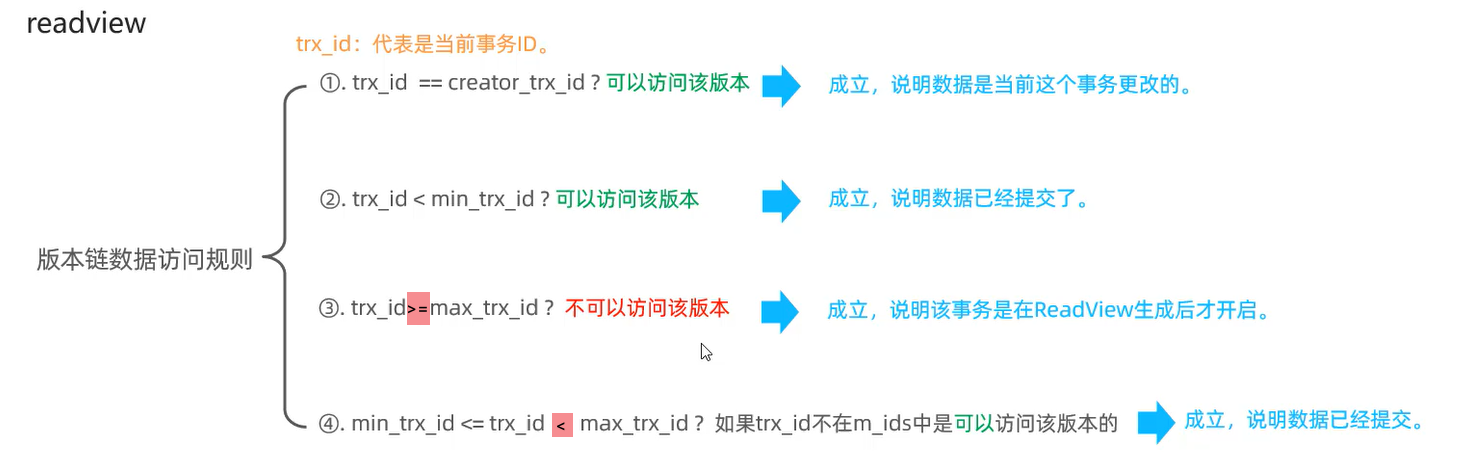 readview
trx_id：代表是当前事务ID。
①. trx_id == creator_trx_id ? 可以访问该版本 成立，说明数据是当前这个事务更改的。
②. trx_id < min_trx_id ? 可以访问该版本 成立，说明数据已经提交了。
版本链数据访问规则
③. trx_id>=max_trx_id ? 不可以访问该版本 成立，说明该事务是在ReadView生成后才开启。
④. min_trx_id <= trx_id < max_trx_id ? 如果trx_id不在m_ids中是可以访问该版本的 成立，说明数据已经提交。